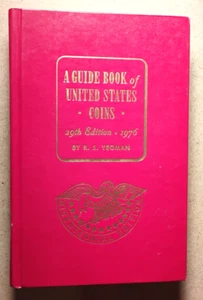 A GUIDE BOOK of
UNITED STATES
• COINS •
29th Edition • 1976
BY R. S. YEOMAN